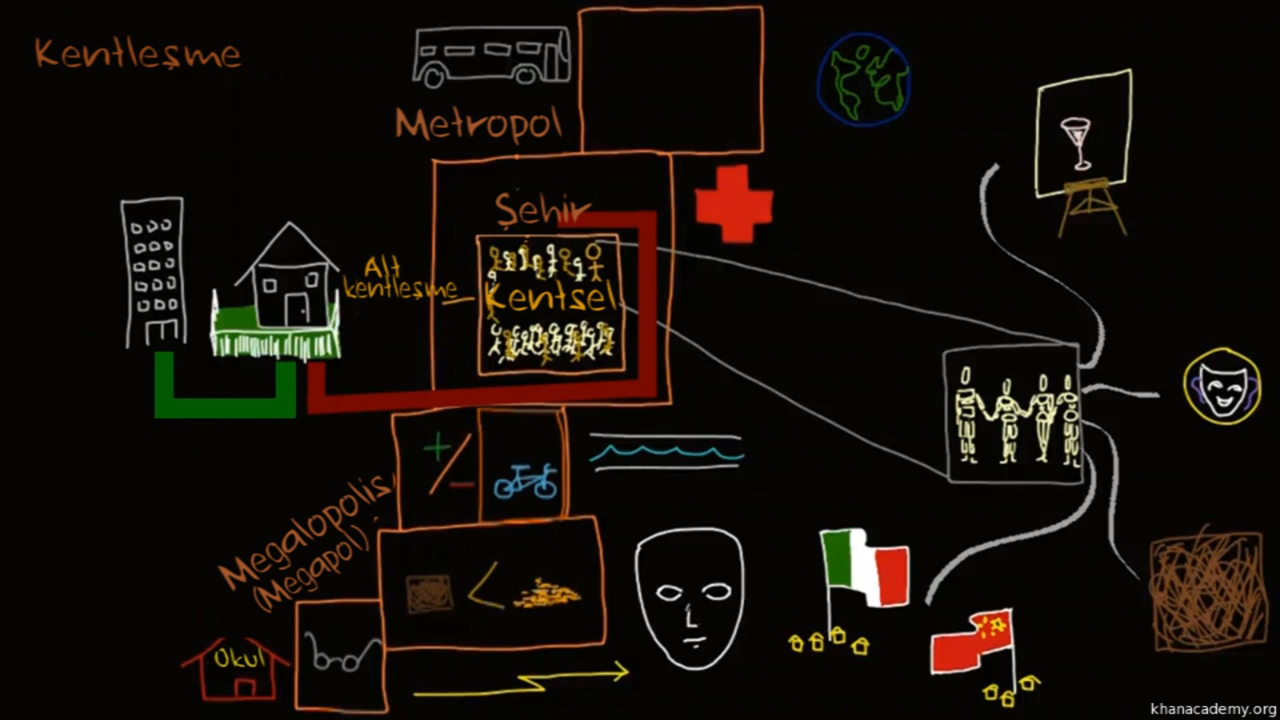 Kentleşme
Metropol
Şehir
Alt
kentleşme
Kentsel
Megalopolis
(Megapol)
Okul
khanacademy.org